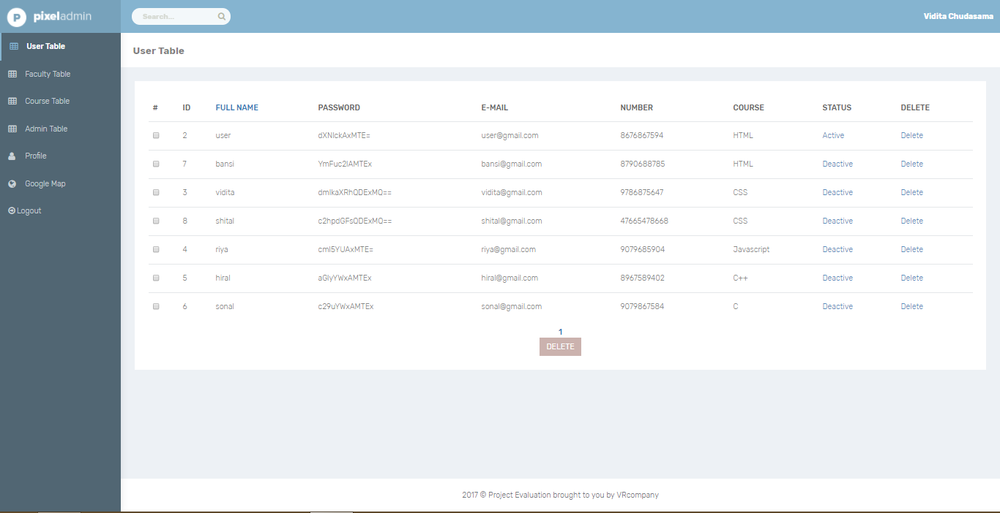 P pixeladmin
Search...
Vidita Chudasama
User Table
Faculty Table
Course Table
Admin Table
Profile
Google Map
Logout
User Table
# ID FULL NAME PASSWORD E-MAIL NUMBER COURSE STATUS DELETE
2 user dXNlckAxMTE= user@gmail.com 8676867594 HTML Active Delete
7 bansi YmFuc2lAMTEx bansi@gmail.com 8790688785 HTML Deactive Delete
3 vidita dmlkaXRhQDExMQ== vidita@gmail.com 9786875647 CSS Deactive Delete
8 shital c2hpdGFsQDExMQ== shital@gmail.com 47665478668 CSS Deactive Delete
4 riya cml5YUAxMTE= riya@gmail.com 9079685904 Javascript Deactive Delete
5 hiral aGlyYWxAMTEx hiral@gmail.com 8967589402 C++ Deactive Delete
6 sonal c29uYWxAMTEx sonal@gmail.com 9079867584 C Deactive Delete
1
DELETE
2017 © Project Evaluation brought to you by VRcompany